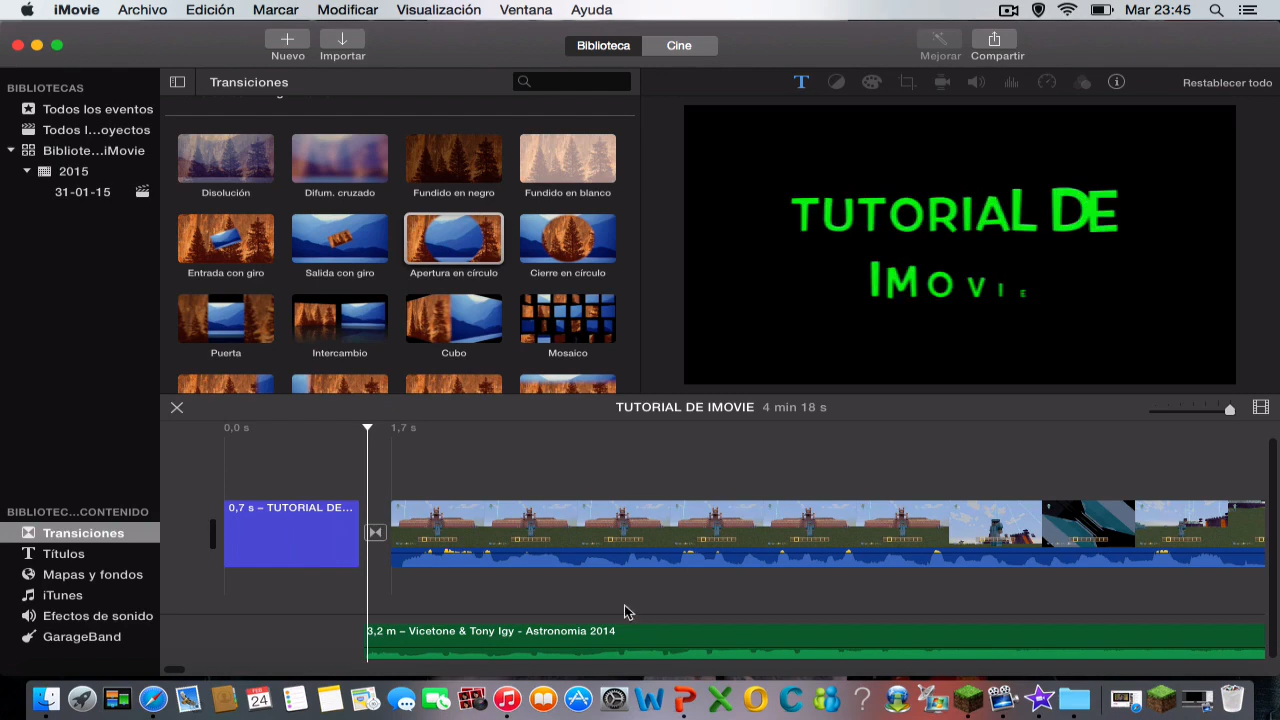 iMovie Archivo Edición Marcar Modificar Visualización Ventana Ayuda Mar 23:45
Nuevo Importar Biblioteca Cine Mejorar Compartir
BIBLIOTECAS
Todos los eventos
Todos l...oyectos
Bibliote...iMovie
2015
31-01-15
Transiciones
T Restablecer todo
Disolución Difum. cruzado Fundido en negro Fundido en blanco
Entrada con giro Salida con giro Apertura en círculo Cierre en círculo
Puerta Intercambio Cubo Mosaico
TUTORIAL DE
IMOVIE
TUTORIAL DE IMOVIE 4 min 18 s
0,0 s 1,7 s
0,7 s – TUTORIAL DE...
3,2 m – Vicetone & Tony Igy - Astronomia 2014
BIBLIOTEC...CONTENIDO
Transiciones
T Títulos
Mapas y fondos
iTunes
Efectos de sonido
GarageBand
FEB 24